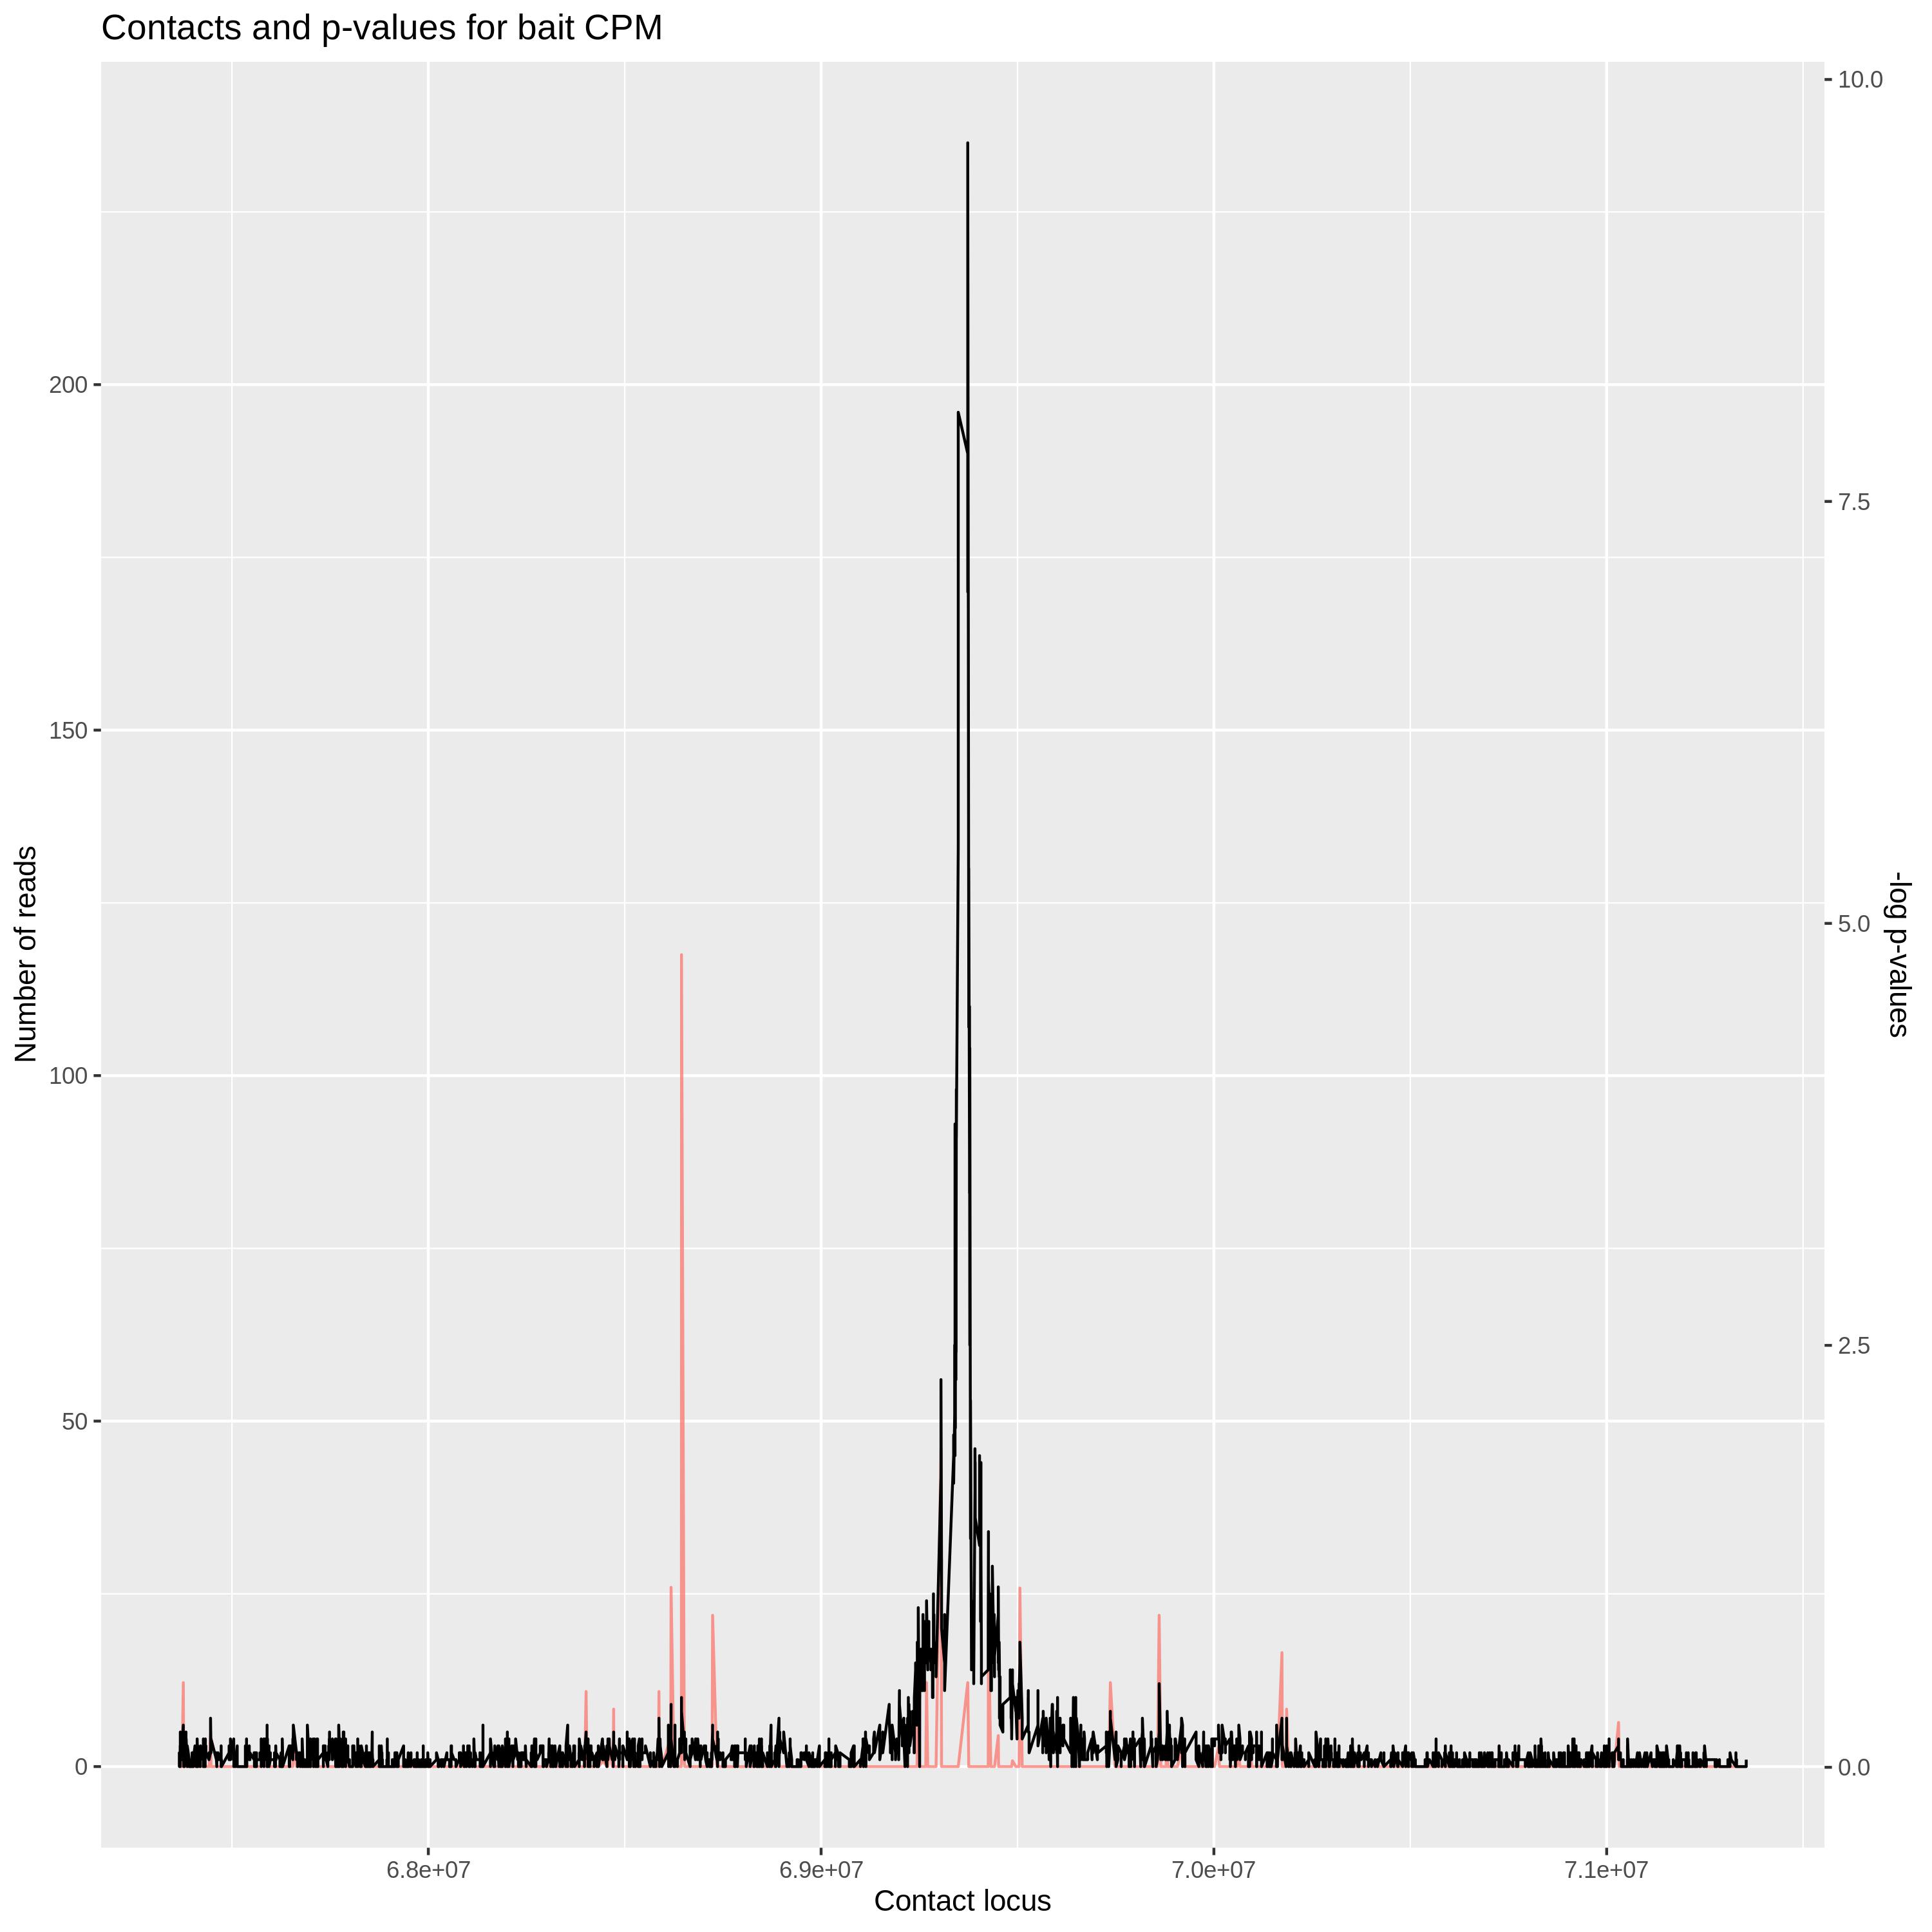 Contacts and p-values for bait CPM
10.0
7.5
5.0
2.5
0.0
200
150
100
50
0
Number of reads
-log p-values
6.8e+07
6.9e+07
7.0e+07
7.1e+07
Contact locus